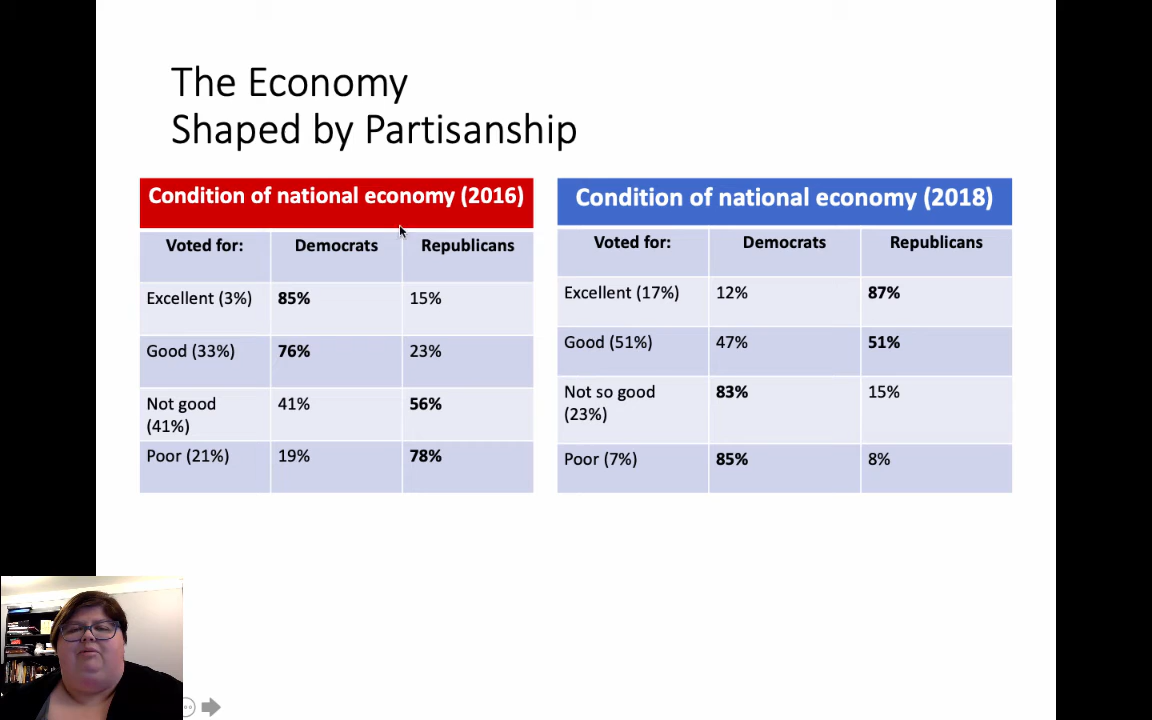 The Economy
Shaped by Partisanship
Condition of national economy (2016)
Voted for: Democrats Republicans
Excellent (3%) 85% 15%
Good (33%) 76% 23%
Not good 41% 56%
(41%)
Poor (21%) 19% 78%
Condition of national economy (2018)
Voted for: Democrats Republicans
Excellent (17%) 12% 87%
Good (51%) 47% 51%
Not so good 83% 15%
(23%)
Poor (7%) 85% 8%